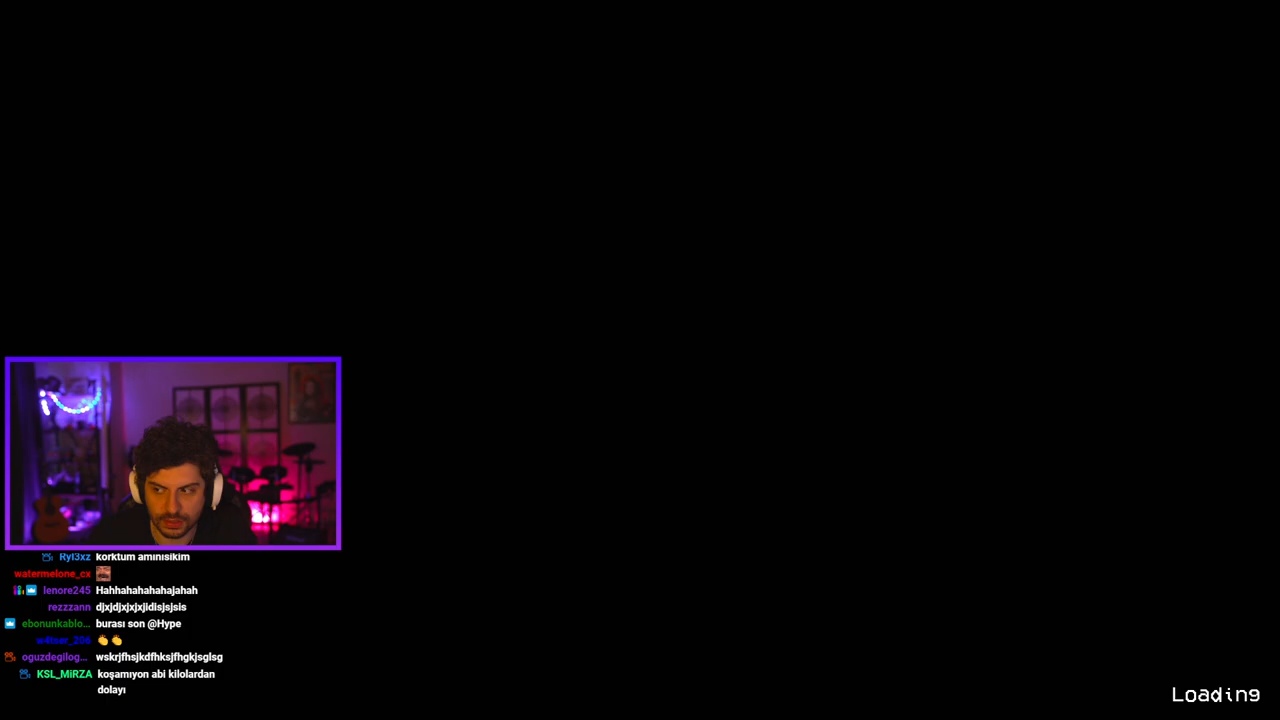 Ryl3xz korktum amınısikim
watermelone_cx
lenore245 Hahhahahahahajahah
rezzzann djxjdjxjxjxjidisjsjsis
ebonunkablo... burası son @Hype
oguzdegilog... wskrjfhsjkdfhksjfhgkjsglsg
KSL_MiRZA koşamıyon abi kilolardan
dolayı
Loading